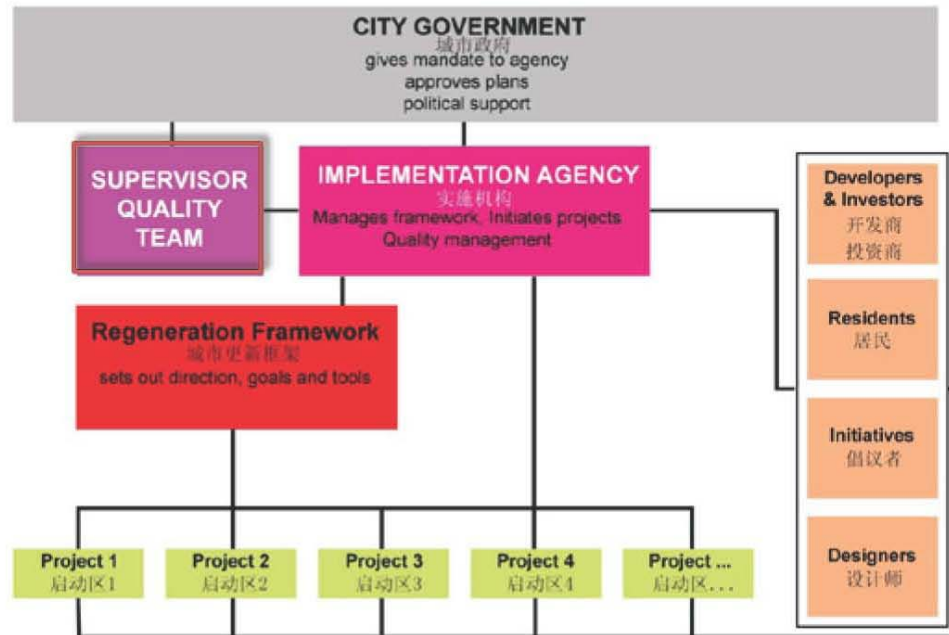 CITY GOVERNMENT
城市政府
gives mandate to agency
approves plans
political support
SUPERVISOR
QUALITY
TEAM
IMPLEMENTATION AGENCY
实施机构
Manages framework, Initiates projects
Quality management
Regeneration Framework
城市更新框架
sets out direction, goals and tools
Developers
& Investors
开发商
投资商
Residents
居民
Initiatives
倡议者
Designers
设计师
Project 1
启动区1
Project 2
启动区2
Project 3
启动区3
Project 4
启动区4
Project ...
启动区...